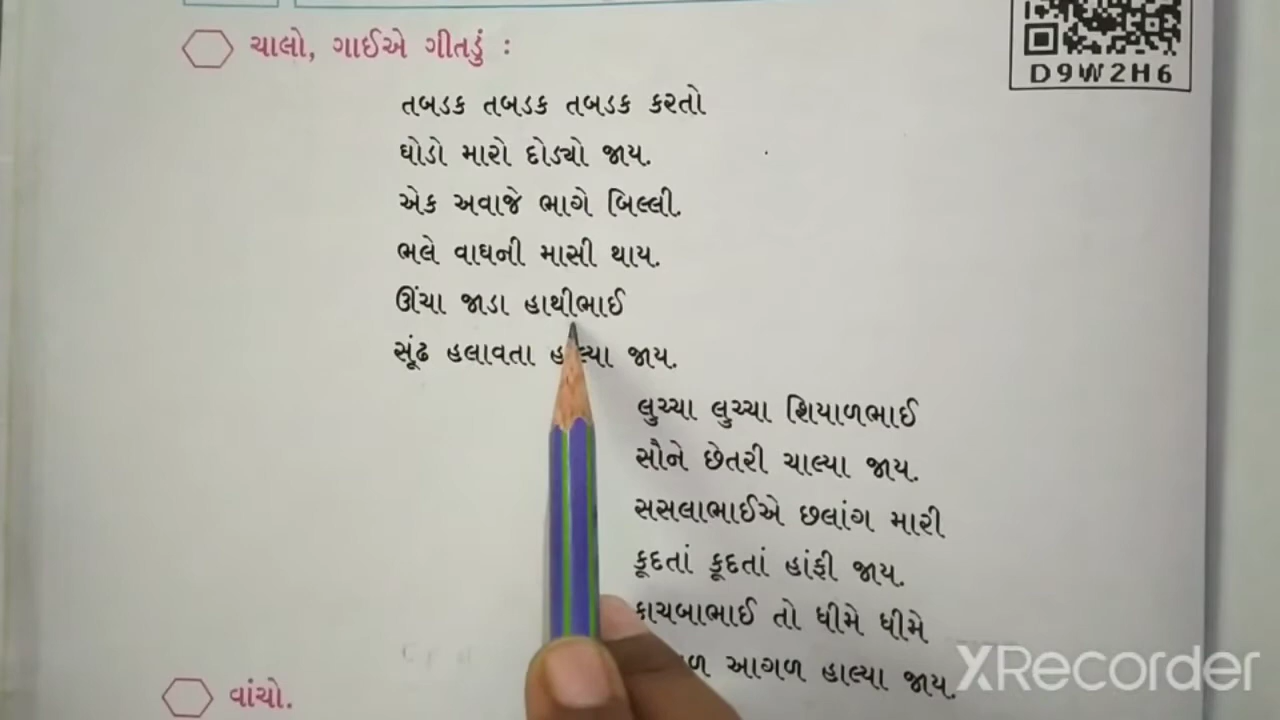 D9W2H6
ચાલો, ગાઈએ ગીતડું :
તબડક તબડક તબડક કરતો
ઘોડો મારો દોડ્યો જાય.
એક અવાજે ભાગે બિલ્લી.
ભલે વાઘની માસી થાય.
ઊંચા જાડા હાથીભાઈ
સૂંઢ હલાવતા જાય.
લુચ્ચા લુચ્ચા શિયાળભાઈ
સૌને છેતરી ચાલ્યા જાય.
સસલાભાઈએ છલાંગ મારી
કૂદતાં કૂદતાં હાંફી જાય.
કાચબાભાઈ તો ધીમે ધીમે
આગળ હાલ્યા જાય.
વાંચો.
XRecorder